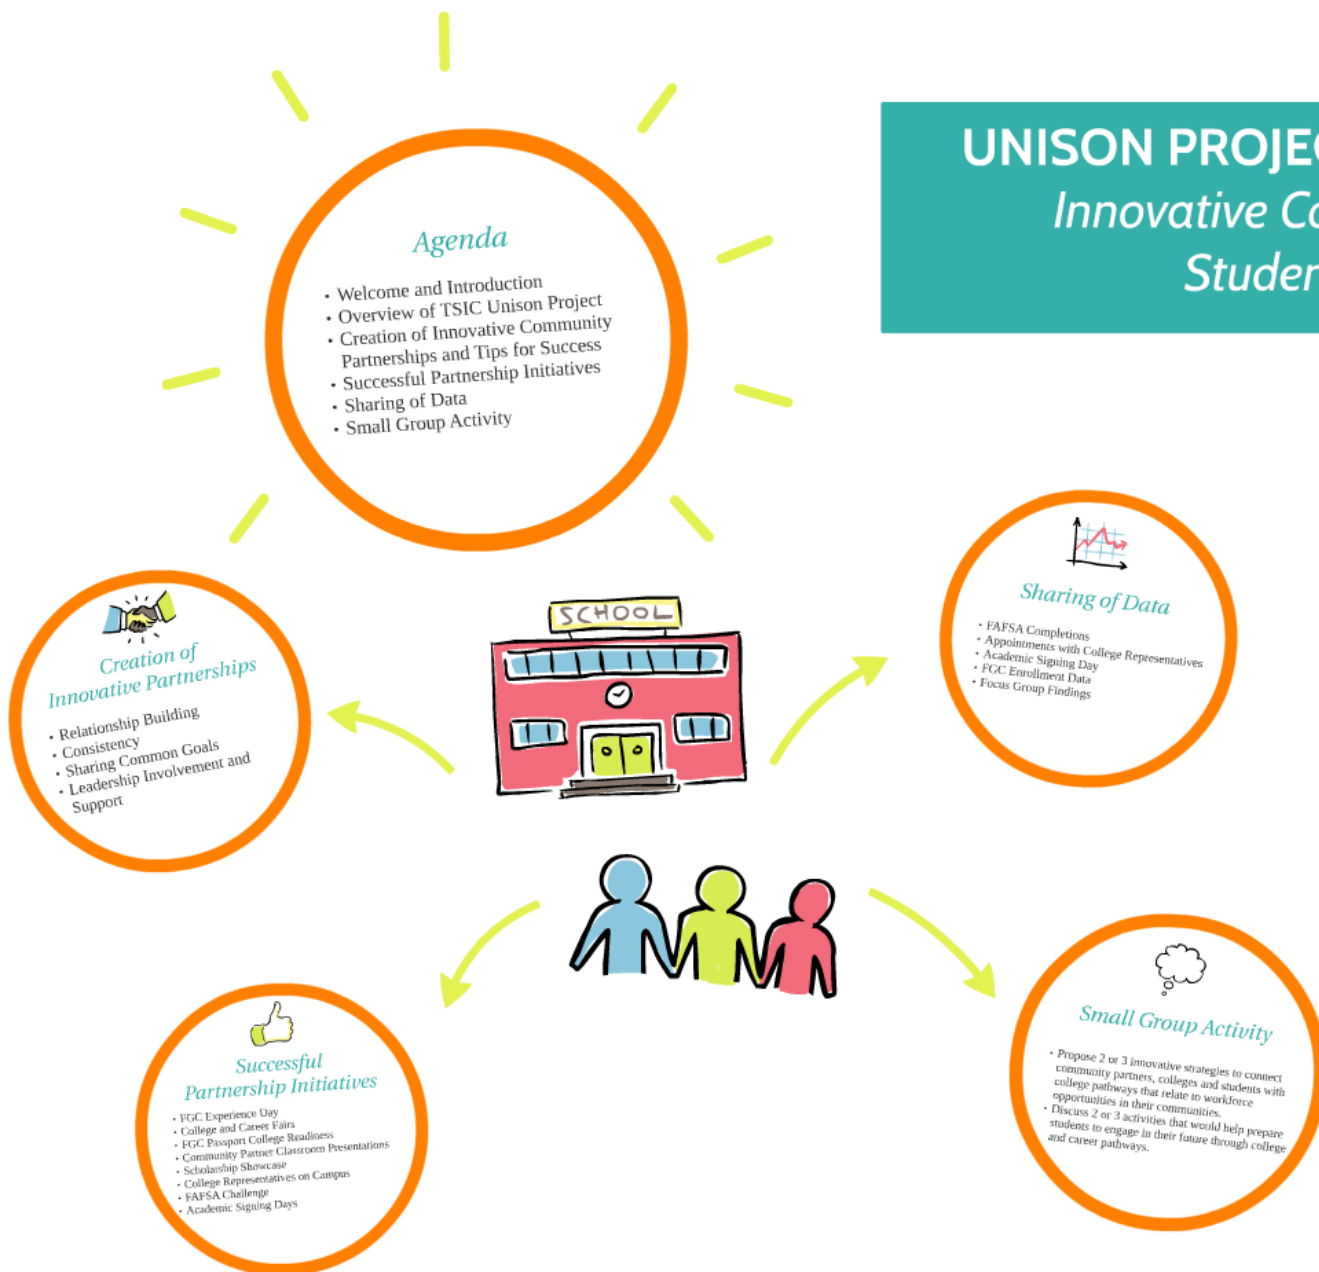 UNISON PROJEC
Innovative Co
Studen
Agenda
• Welcome and Introduction
• Overview of TSIC Unison Project
• Creation of Innovative Community
Partnerships and Tips for Success
• Successful Partnership Initiatives
• Sharing of Data
• Small Group Activity
SCHOOL
Creation of
Innovative Partnerships
• Relationship Building
• Consistency
• Sharing Common Goals
• Leadership Involvement and
Support
Sharing of Data
• FAFSA Completions
• Appointments with College Representatives
• Academic Signing Day
• FGC Enrollment Data
• Focus Group Findings
Successful
Partnership Initiatives
• FGC Experience Day
• College and Career Fairs
• FGC Passport College Readiness
• Community Partner Classroom Presentations
• Scholarship Showcase
• College Representatives on Campus
• FAFSA Challenge
• Academic Signing Days
Small Group Activity
• Propose 2 or 3 innovative strategies to connect
community partners, colleges and students with
college pathways that relate to workforce
opportunities in their communities.
• Discuss 2 or 3 activities that would help prepare
students to engage in their future through college
and career pathways.